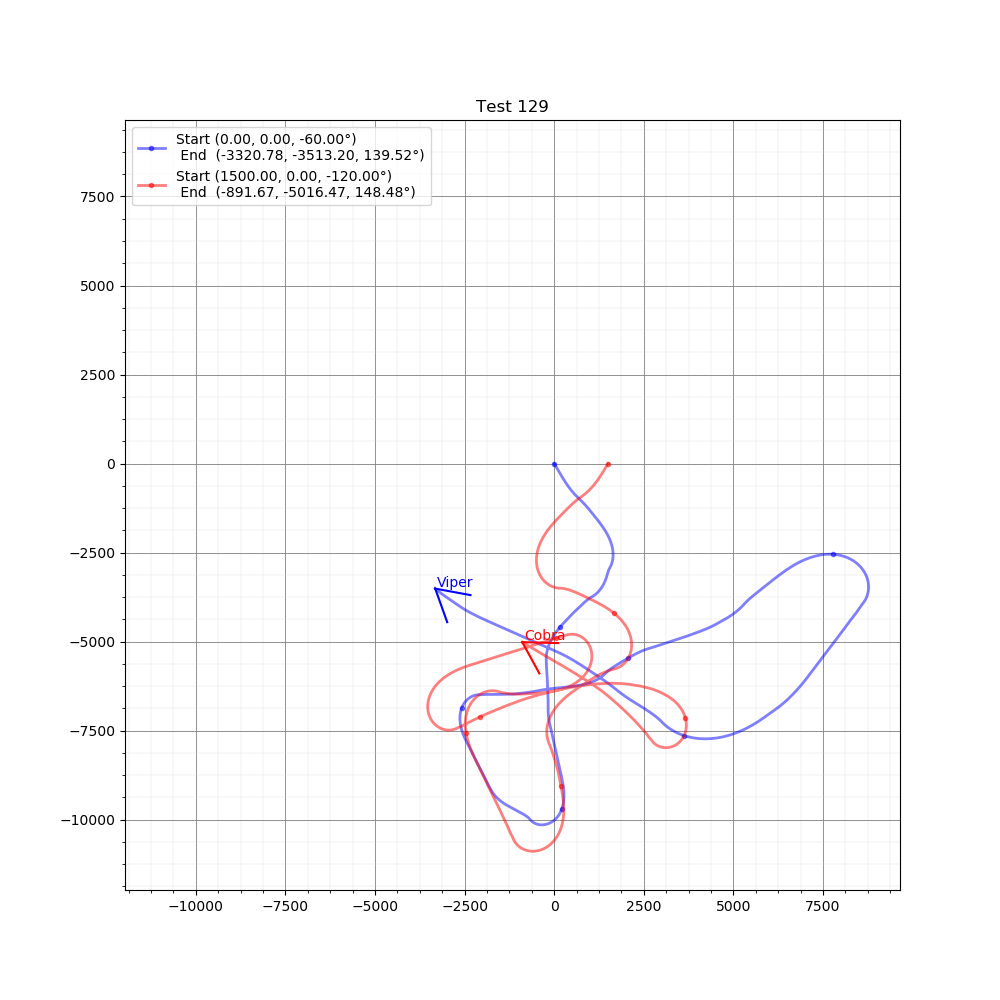 Test 129
Start (0.00, 0.00, -60.00°)
End (-3320.78, -3513.20, 139.52°)
Start (1500.00, 0.00, -120.00°)
End (-891.67, -5016.47, 148.48°)
7500
5000
2500
0
−2500
Viper
−5000
Cobra
−7500
−10000
−10000 −7500 −5000 −2500 0 2500 5000 7500